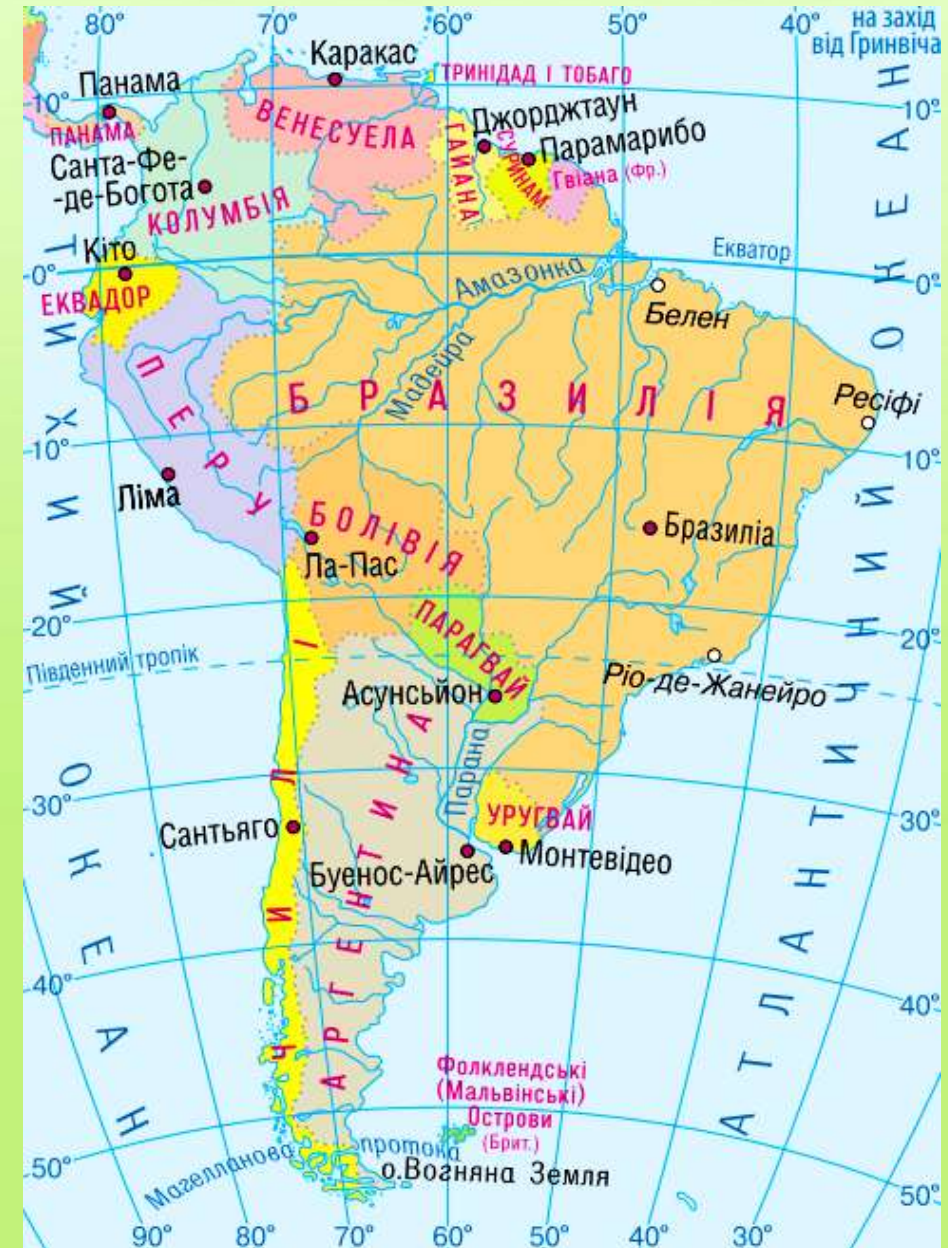 80°
70°
60°
50°
40°
на захід
від Гринвіча
Каракас
Панама
ТРИНІДАД І ТОБАГО
10°
10°
ПАНАМА
ВЕНЕСУЕЛА
Джорджтаун
Санта-Фе-
-де-Богота
ГАЙАНА
СУРИНАМ
Парамарибо
Гвіана (Фр.)
КОЛУМБІЯ
Кіто
Екватор
0°
0°
ЕКВАДОР
Амазонка
Белен
Мадейра
ПЕРУ
БРАЗИЛІЯ
Ресіфі
10°
10°
Ліма
БОЛІВІЯ
Бразиліа
Ла-Пас
20°
20°
ПАРАГВАЙ
Південний тропік
Асунсьйон
Ріо-де-Жанейро
Парана
30°
30°
УРУГВАЙ
Сантьяго
Буенос-Айрес
Монтевідео
ЧИЛІ
АРГЕНТИНА
40°
40°
Фолклендські
(Мальвінські)
Острови
(Брит.)
Магелланова протока
о.Вогняна Земля
50°
50°
ТИХИЙ ОКЕАН
АТЛАНТИЧНИЙ ОКЕАН
90°
80°
70°
60°
50°
40°
30°